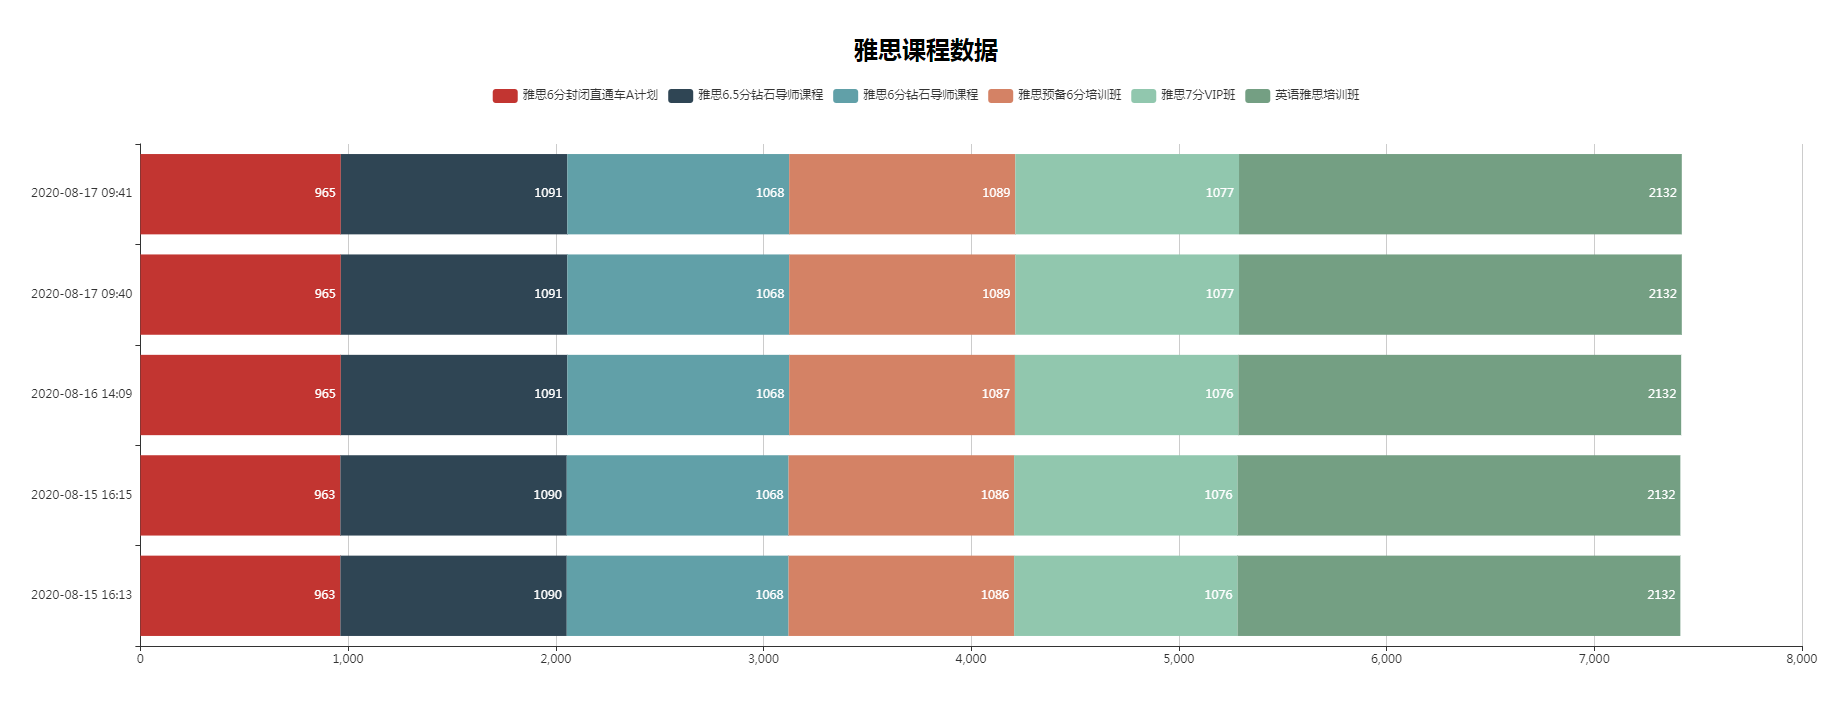 雅思课程数据
雅思6分封闭直通车A计划 雅思6.5分钻石导师课程 雅思6分钻石导师课程 雅思预备6分培训班 雅思7分VIP班 英语雅思培训班
2020-08-17 09:41 965 1091 1068 1089 1077 2132
2020-08-17 09:40 965 1091 1068 1089 1077 2132
2020-08-16 14:09 965 1091 1068 1087 1076 2132
2020-08-15 16:15 963 1090 1068 1086 1076 2132
2020-08-15 16:13 963 1090 1068 1086 1076 2132
0 1,000 2,000 3,000 4,000 5,000 6,000 7,000 8,000